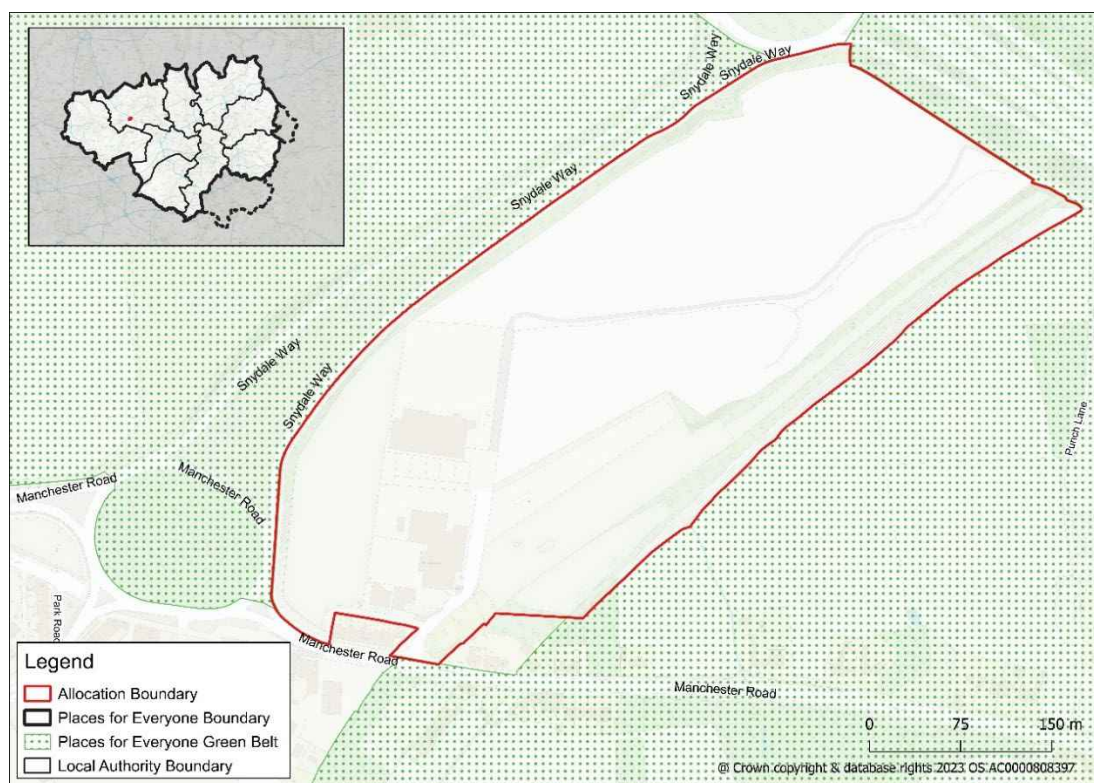 Snydale Way
Snydale Way
Snydale Way
Snydale Way
Snydale Way
Manchester Road
Manchester Road
Punch Lane
Park Road
Manchester Road
Manchester Road
Legend
Allocation Boundary
Places for Everyone Boundary
Places for Everyone Green Belt
Local Authority Boundary
0 75 150 m
@ Crown copyright & database rights 2023 OS AC0000808397